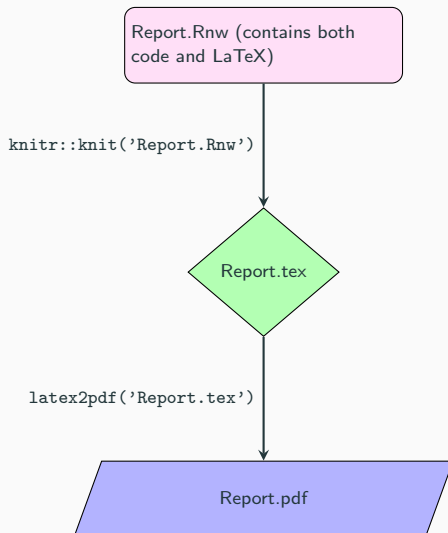 Report.Rnw (contains both
code and LaTeX)
knitr::knit('Report.Rnw')
Report.tex
latex2pdf('Report.tex')
Report.pdf